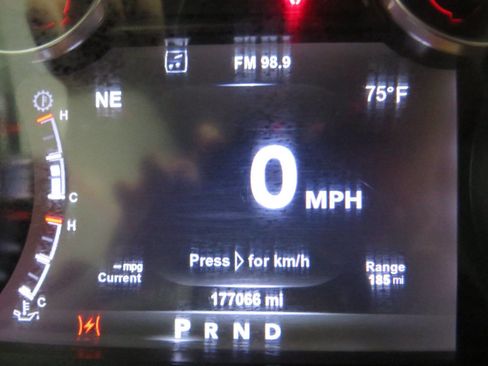 FM 98.9
NE
75°F
H
C
H
C
E
0 MPH
--mpg
Current
Press ▷ for km/h
Range
185 mi
177066 mi
P R N D